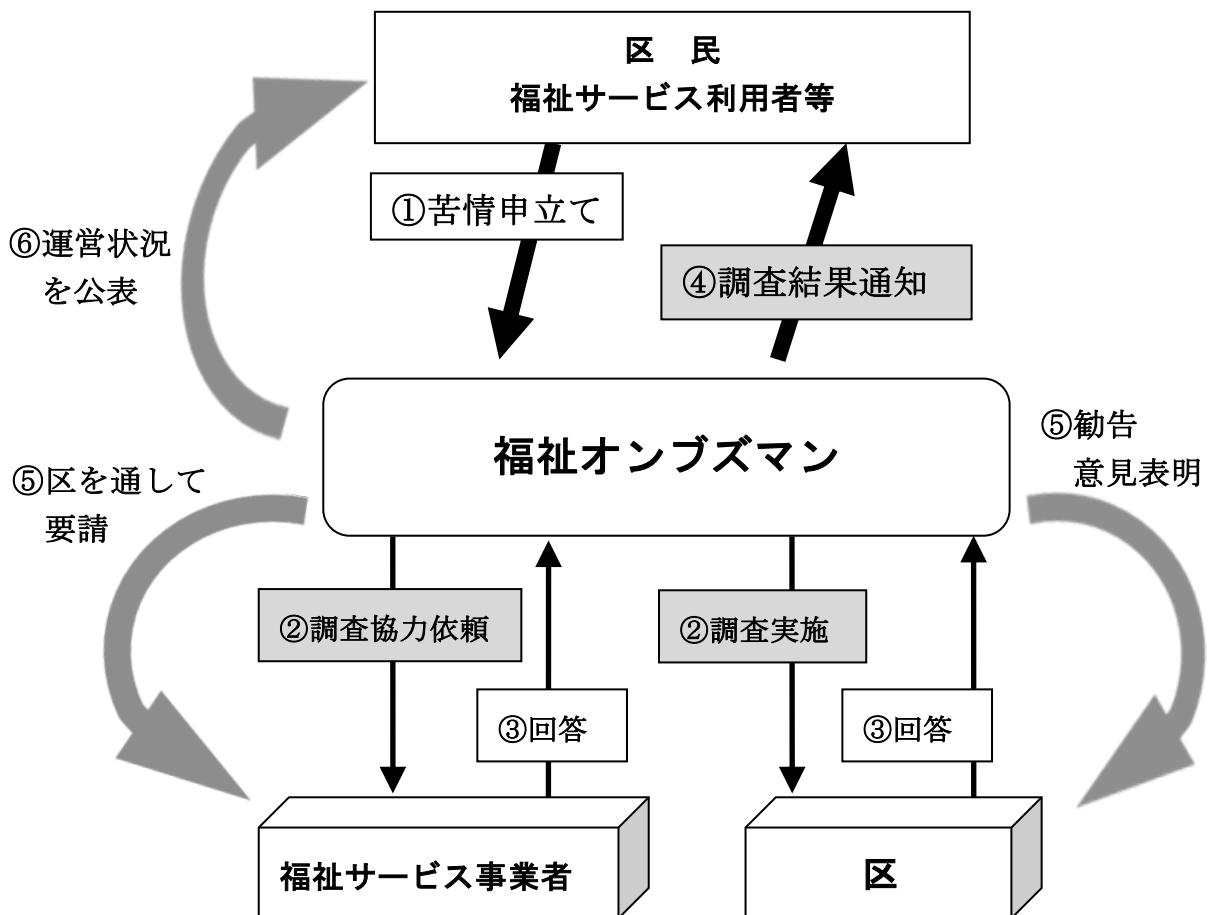 区　民
福祉サービス利用者等
①苦情申立て
④調査結果通知
⑥運営状況
を公表
福祉オンブズマン
⑤勧告
意見表明
⑤区を通して
要請
②調査協力依頼
②調査実施
③回答
③回答
福祉サービス事業者
区